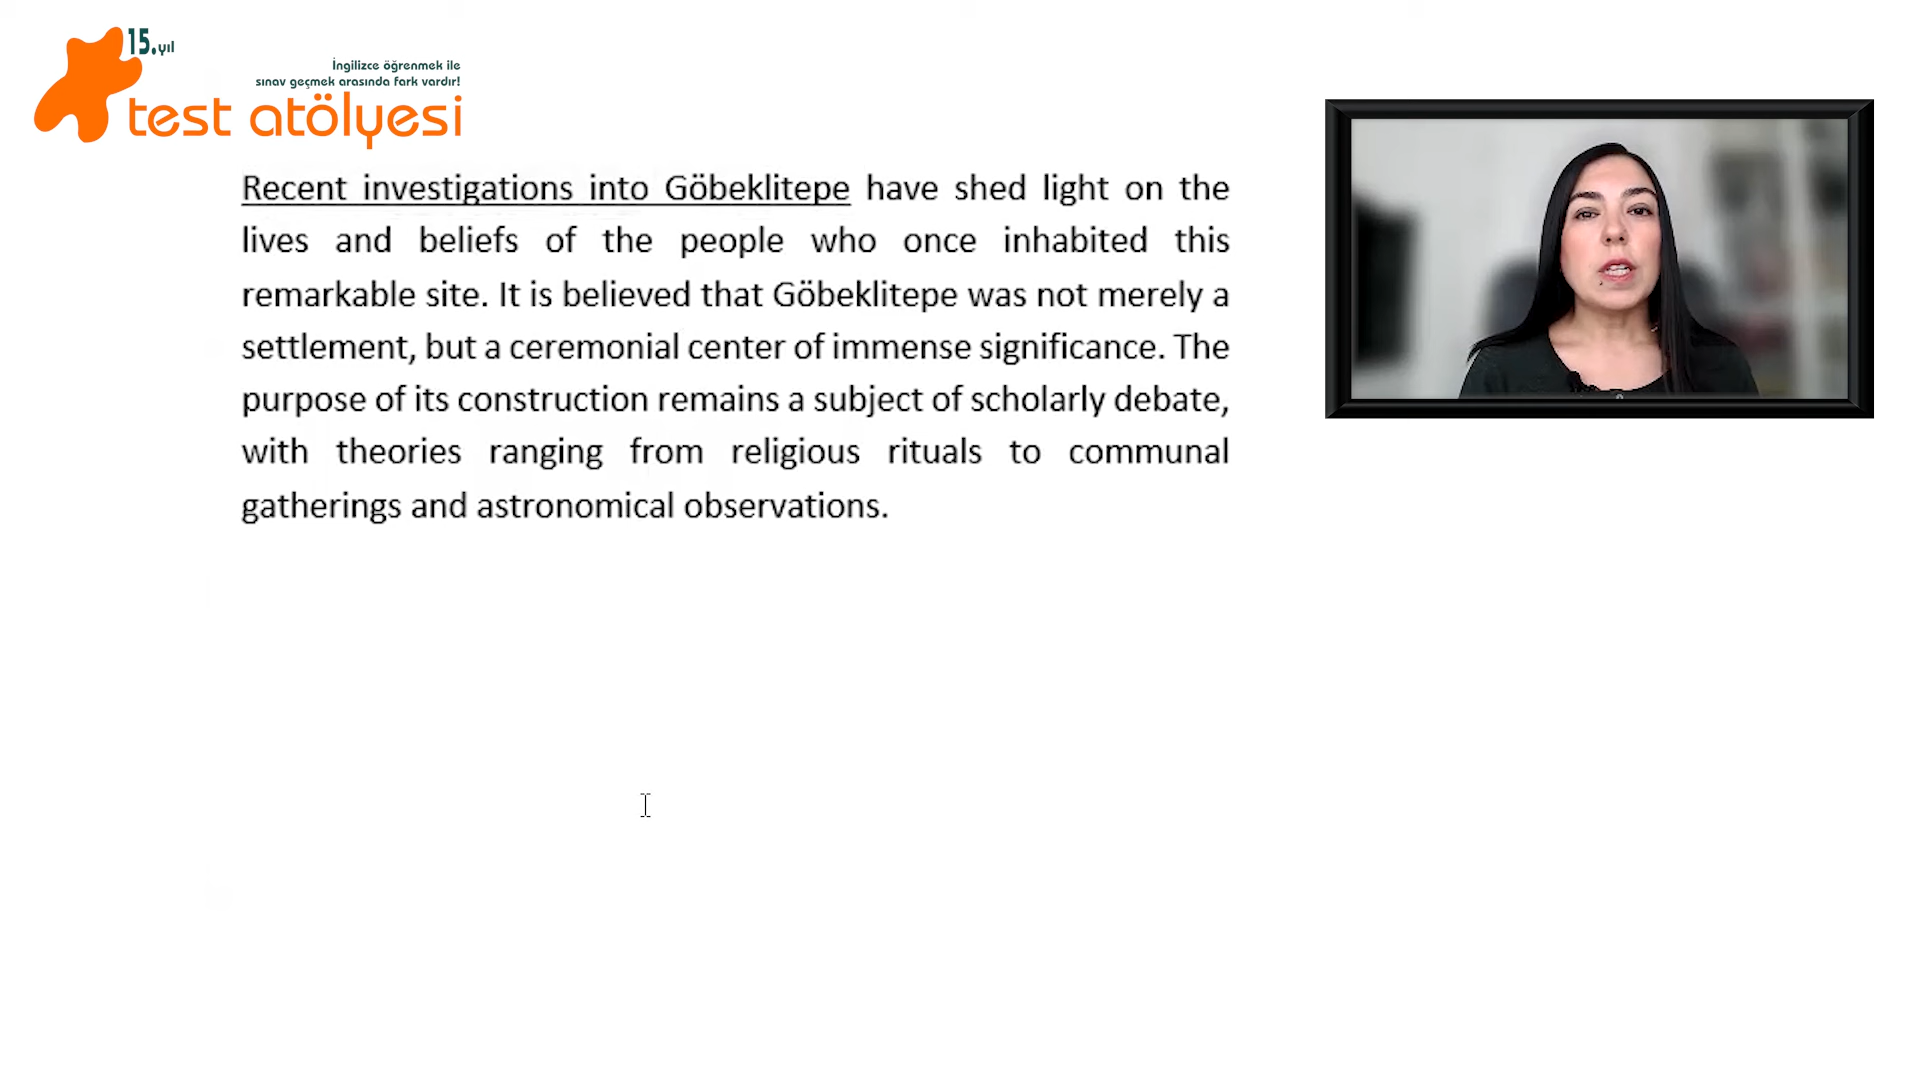 15.yıl
İngilizce öğrenmek ile
sınav geçmek arasında fark vardır!
test atölyesi
Recent investigations into Göbeklitepe have shed light on the
lives and beliefs of the people who once inhabited this
remarkable site. It is believed that Göbeklitepe was not merely a
settlement, but a ceremonial center of immense significance. The
purpose of its construction remains a subject of scholarly debate,
with theories ranging from religious rituals to communal
gatherings and astronomical observations.